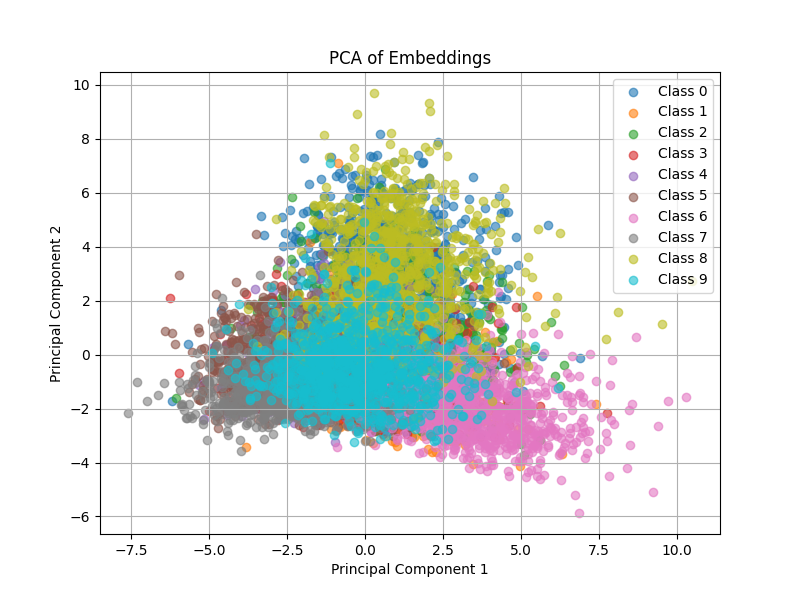 PCA of Embeddings
Class 0
Class 1
Class 2
Class 3
Class 4
Class 5
Class 6
Class 7
Class 8
Class 9
Principal Component 2
10
8
6
4
2
0
−2
−4
−6
−7.5 −5.0 −2.5 0.0 2.5 5.0 7.5 10.0
Principal Component 1